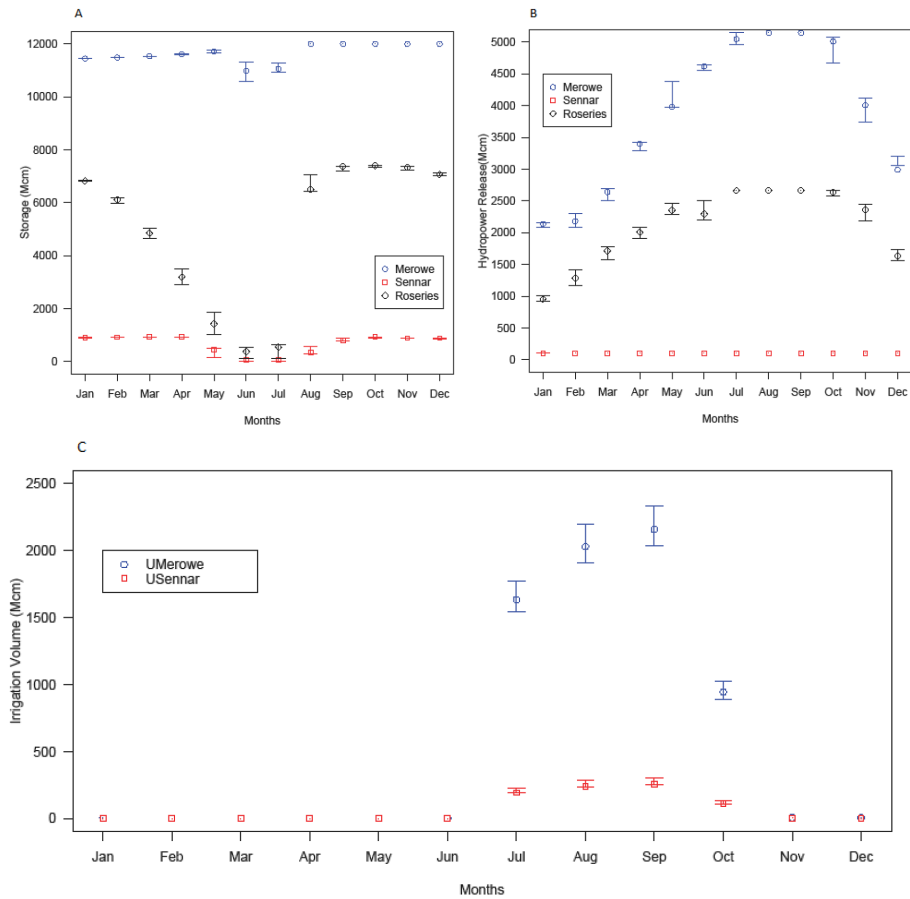 A
Storage (Mcm)
12000
10000
8000
6000
4000
2000
0
Merowe
Sennar
Roseries
Jan Feb Mar Apr May Jun Jul Aug Sep Oct Nov Dec
Months
B
Hydropower Release(Mcm)
5000
4500
4000
3500
3000
2500
2000
1500
1000
500
0
Merowe
Sennar
Roseries
Jan Feb Mar April May Jun Jul Aug Sep Oct Nov Dec
Months
C
Irrigation Volume (Mcm)
2500
2000
1500
1000
500
0
UMerowe
USennar
Jan Feb Mar Apr May Jun Jul Aug Sep Oct Nov Dec
Months